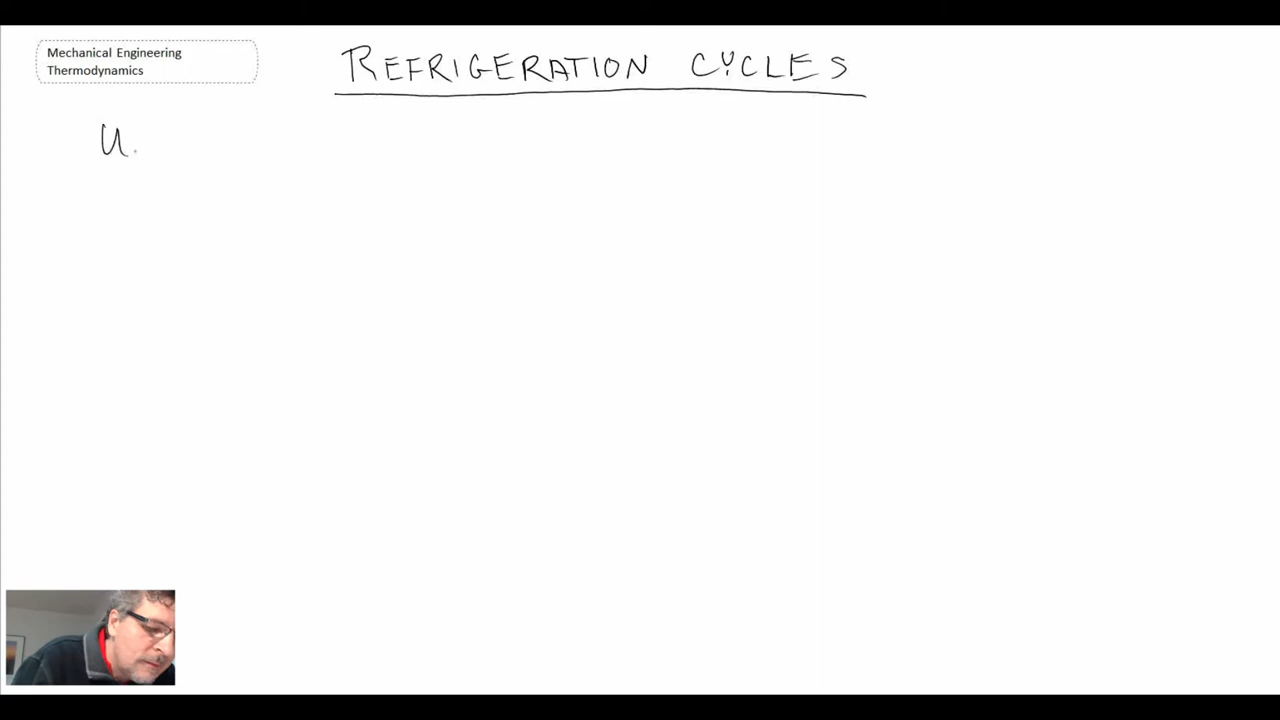 Mechanical Engineering
Thermodynamics
REFRIGERATION CYCLES
U